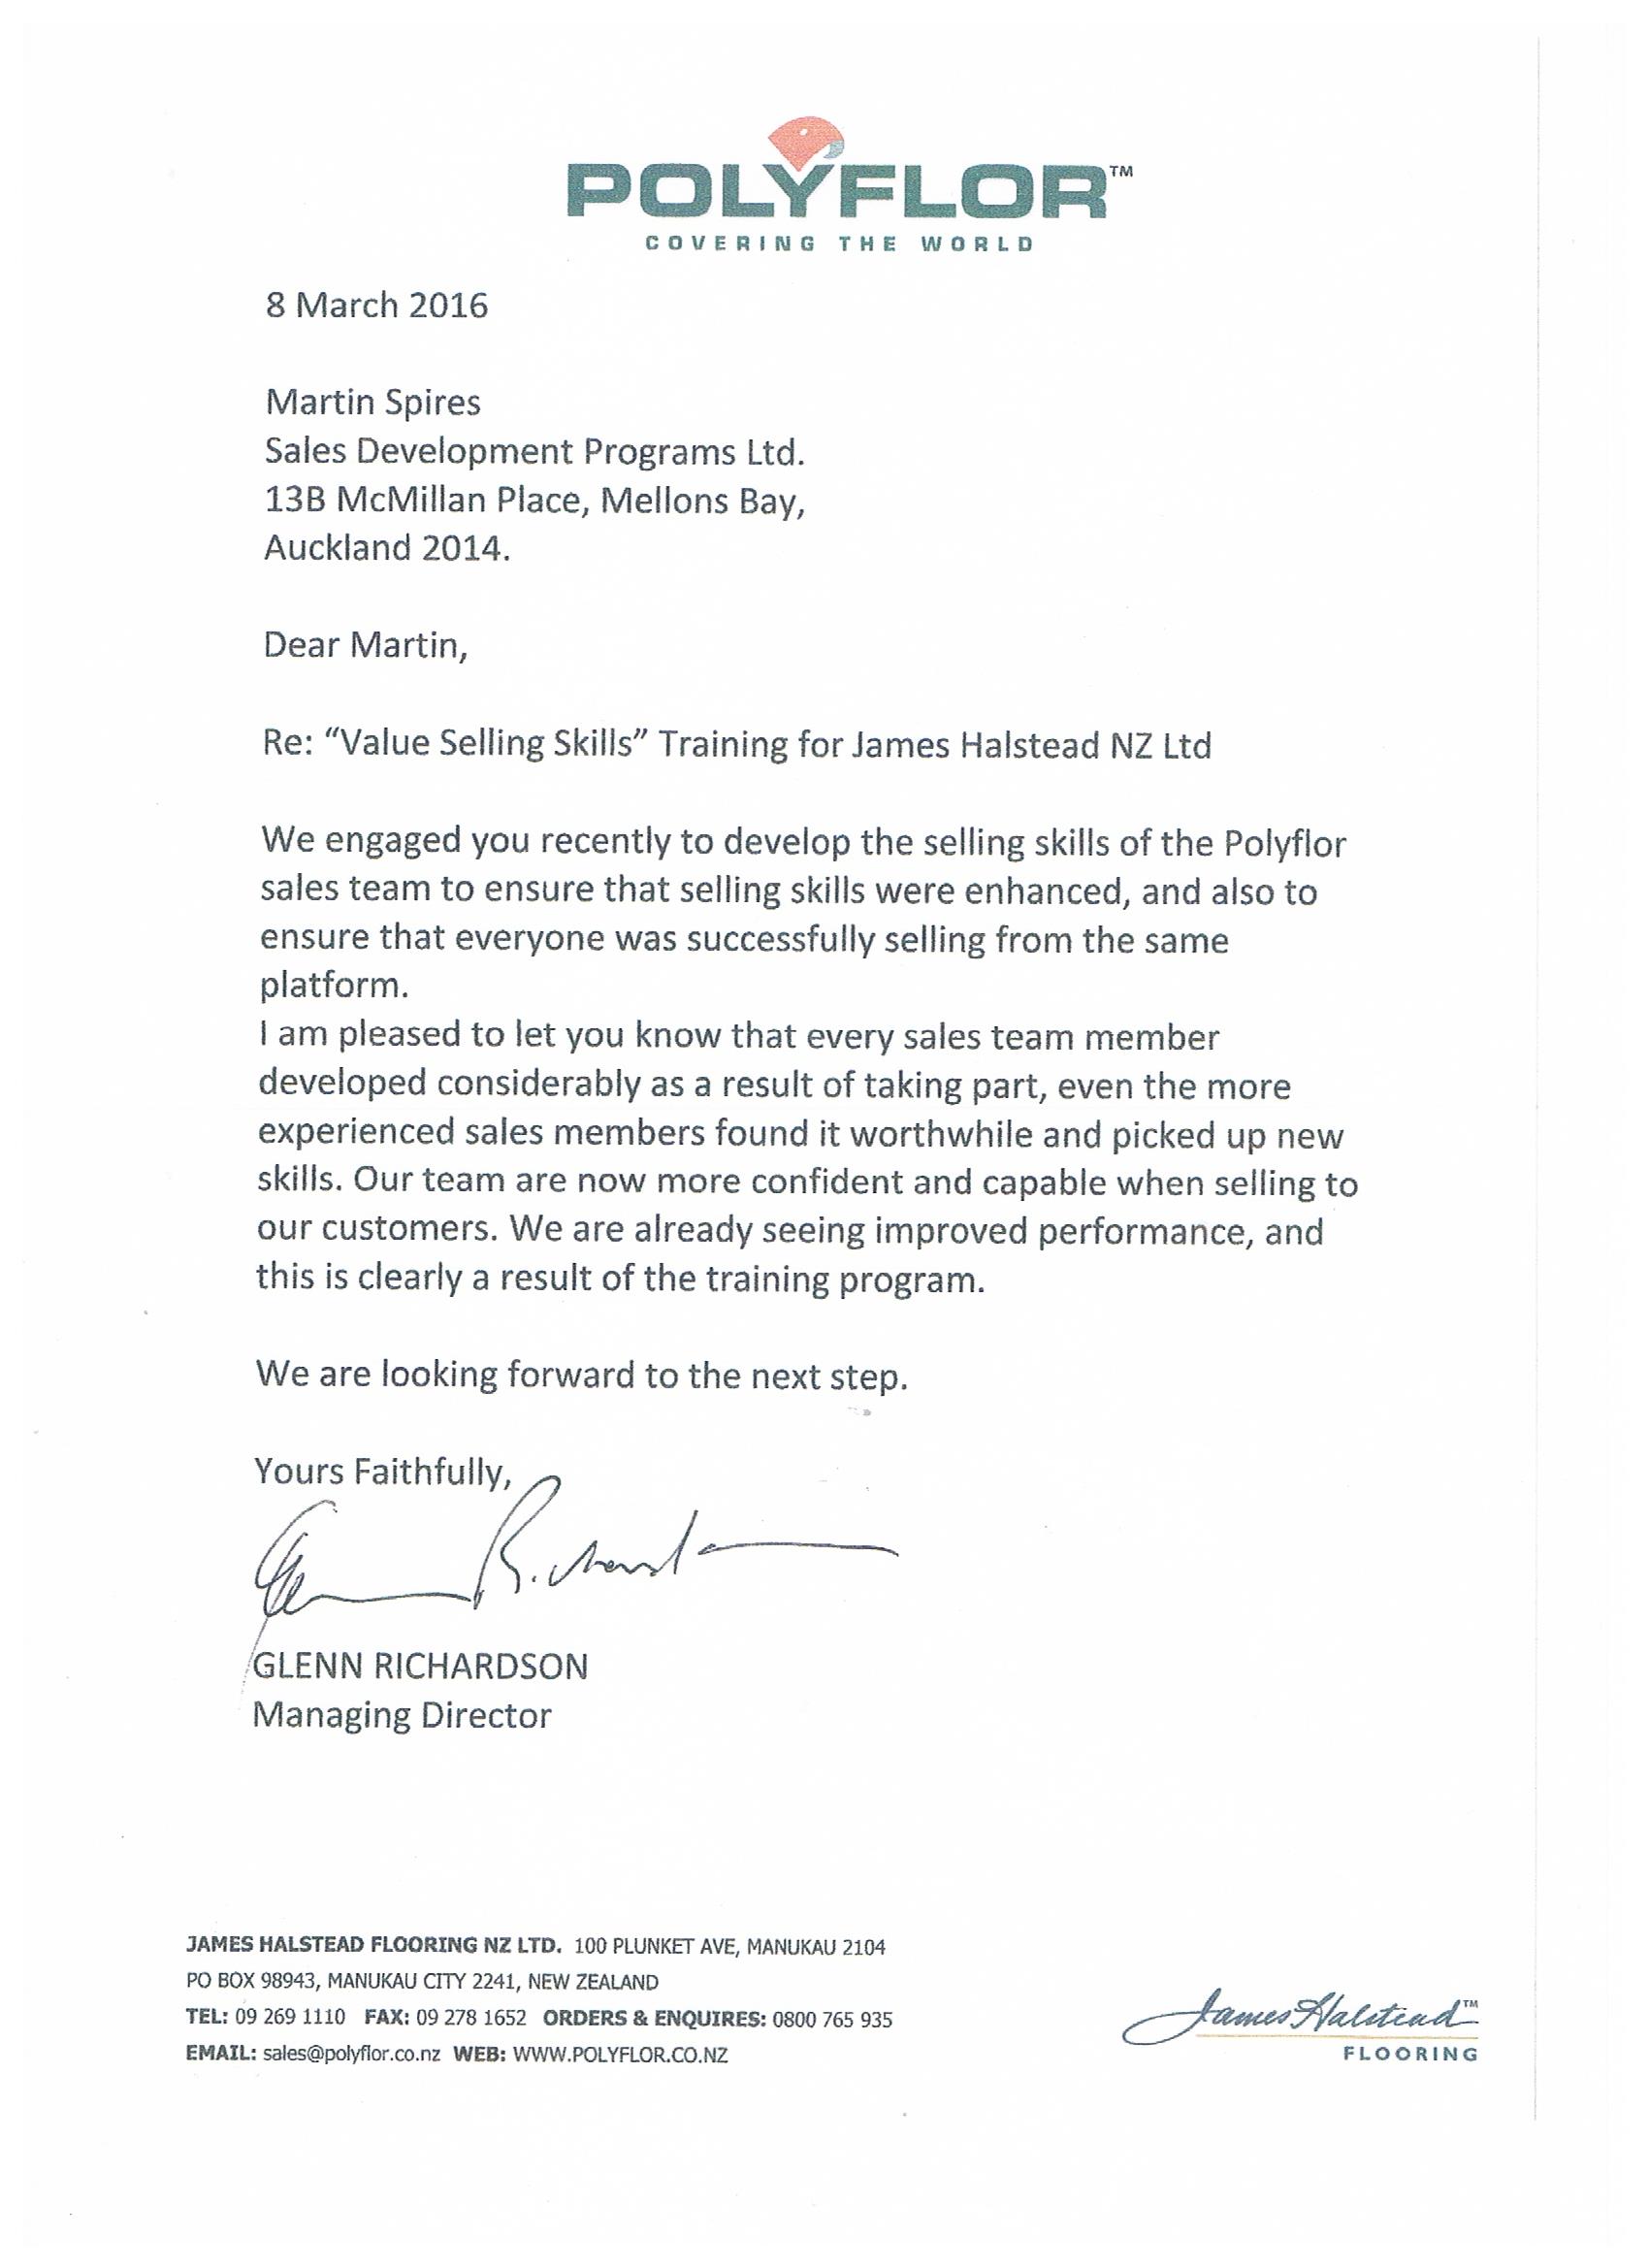 POLYFLOR™
COVERING THE WORLD
8 March 2016
Martin Spires
Sales Development Programs Ltd.
13B McMillan Place, Mellons Bay,
Auckland 2014.
Dear Martin,
Re: “Value Selling Skills” Training for James Halstead NZ Ltd
We engaged you recently to develop the selling skills of the Polyflor
sales team to ensure that selling skills were enhanced, and also to
ensure that everyone was successfully selling from the same
platform.
I am pleased to let you know that every sales team member
developed considerably as a result of taking part, even the more
experienced sales members found it worthwhile and picked up new
skills. Our team are now more confident and capable when selling to
our customers. We are already seeing improved performance, and
this is clearly a result of the training program.
We are looking forward to the next step.
Yours Faithfully,
GLENN RICHARDSON
Managing Director
JAMES HALSTEAD FLOORING NZ LTD. 100 PLUNKET AVE, MANUKAU 2104
PO BOX 98943, MANUKAU CITY 2241, NEW ZEALAND
TEL: 09 269 1110 FAX: 09 278 1652 ORDERS & ENQUIRES: 0800 765 935
EMAIL: sales@polyflor.co.nz WEB: WWW.POLYFLOR.CO.NZ
James Halstead™
FLOORING